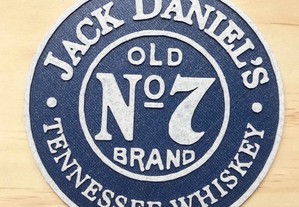 JACK DANIEL'S
OLD
Nº7
BRAND
TENNESSEE WHISKEY